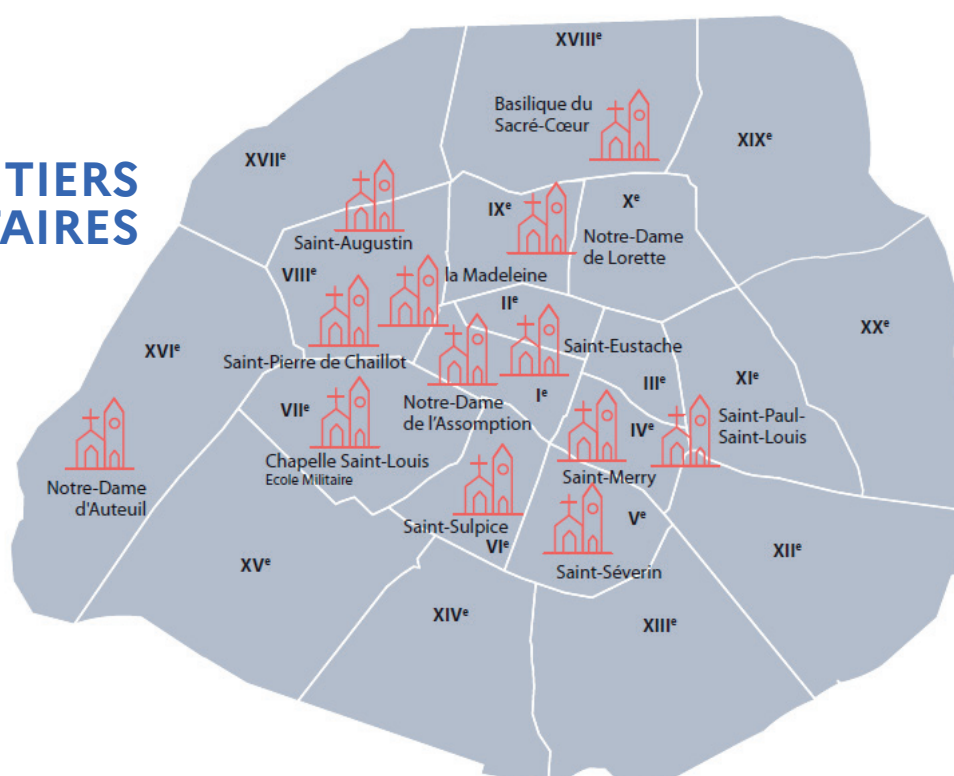 XVIIIᵉ
Basilique du
Sacré-Cœur
XIXᵉ
XVIIᵉ
TIERS
AIRES
IXᵉ
Xᵉ
Saint-Augustin
Notre-Dame
de Lorette
VIIIᵉ
la Madeleine
IIᵉ
XXᵉ
XVIᵉ
Saint-Pierre de Chaillot
Saint-Eustache
IIIᵉ
XIᵉ
Iᵉ
VIIᵉ
Notre-Dame
de l'Assomption
IVᵉ
Saint-Paul-
Saint-Louis
Chapelle Saint-Louis
Ecole Militaire
Saint-Merry
Notre-Dame
d'Auteuil
Saint-Sulpice
VIᵉ
Vᵉ
XVᵉ
Saint-Séverin
XIIᵉ
XIVᵉ
XIIIᵉ